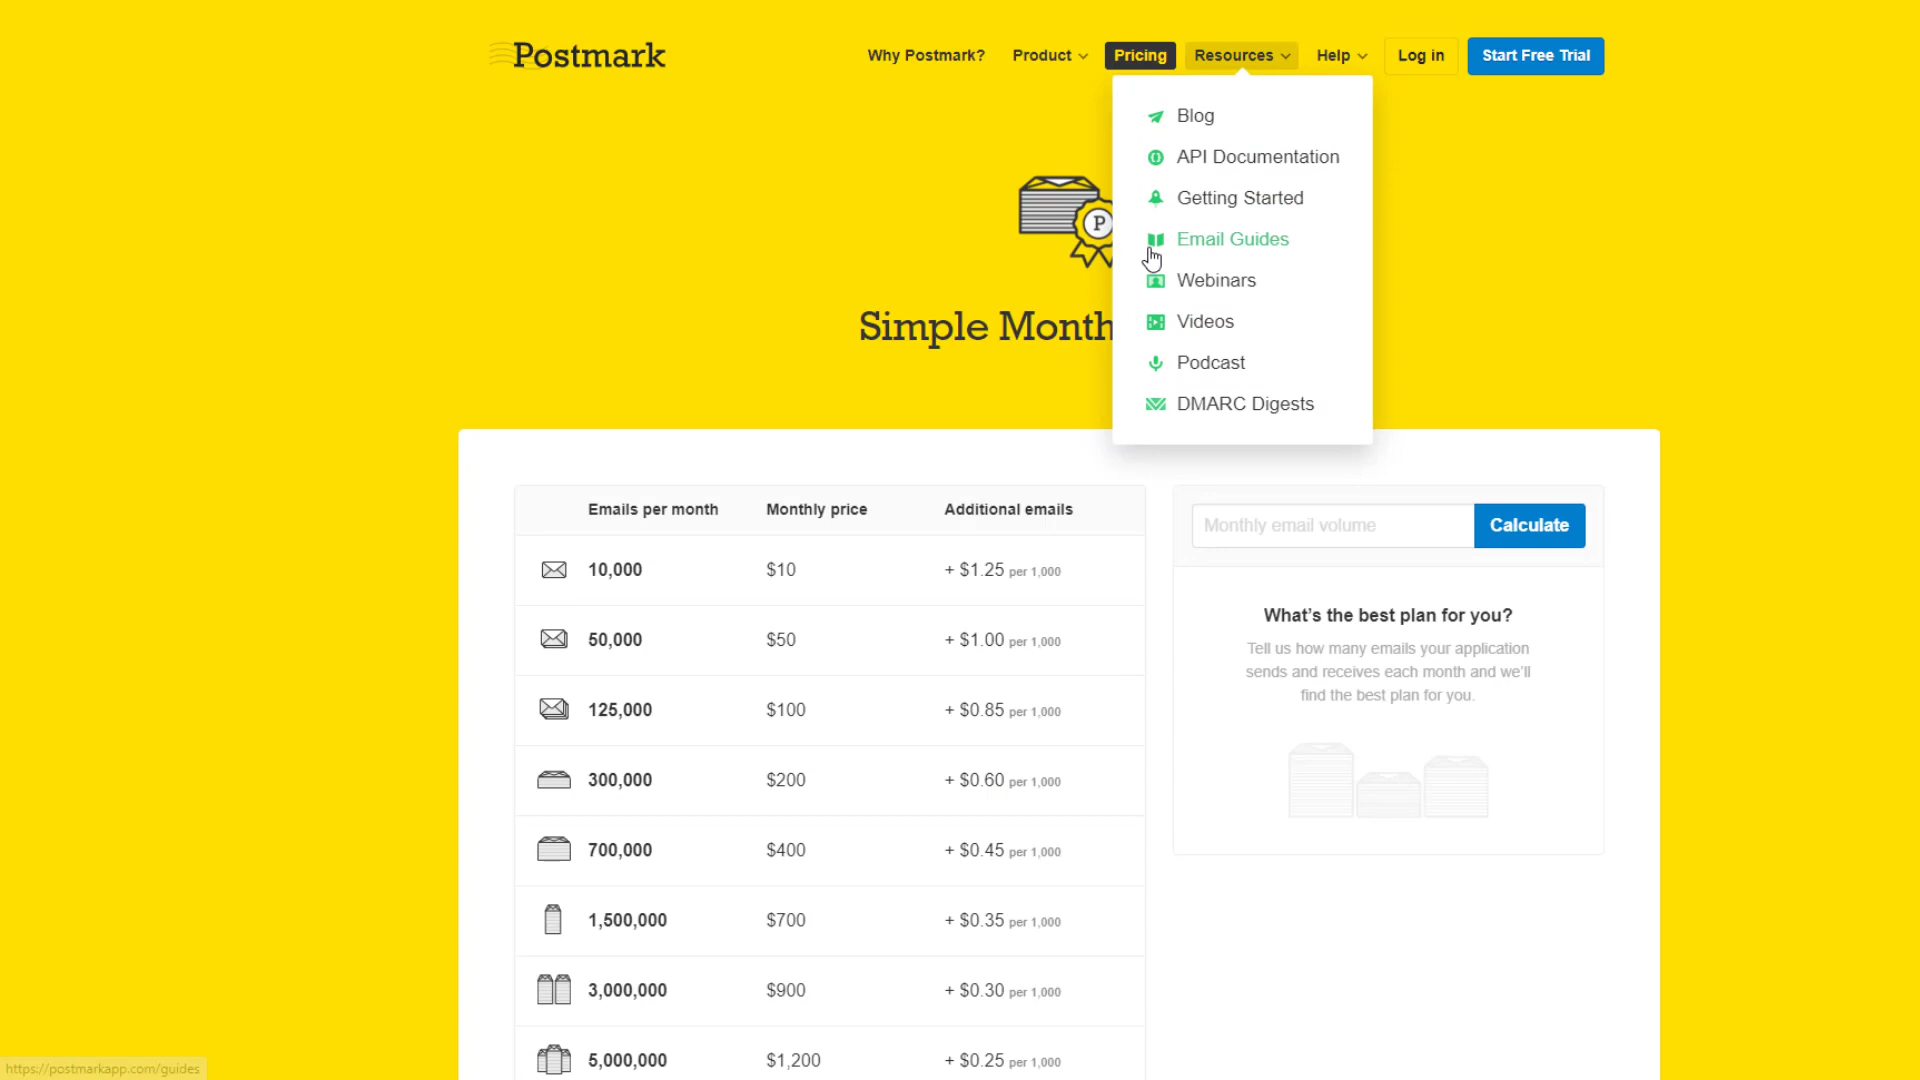 Postmark
Why Postmark? Product Pricing Resources Help Log in Start Free Trial
Blog
API Documentation
Getting Started
Email Guides
Webinars
Videos
Podcast
DMARC Digests
P
Simple Month
Emails per month Monthly price Additional emails
10,000 $10 + $1.25 per 1,000
50,000 $50 + $1.00 per 1,000
125,000 $100 + $0.85 per 1,000
300,000 $200 + $0.60 per 1,000
700,000 $400 + $0.45 per 1,000
1,500,000 $700 + $0.35 per 1,000
3,000,000 $900 + $0.30 per 1,000
5,000,000 $1,200 + $0.25 per 1,000
Monthly email volume Calculate
What’s the best plan for you?
Tell us how many emails your application
sends and receives each month and we’ll
find the best plan for you.
https://postmarkapp.com/guides